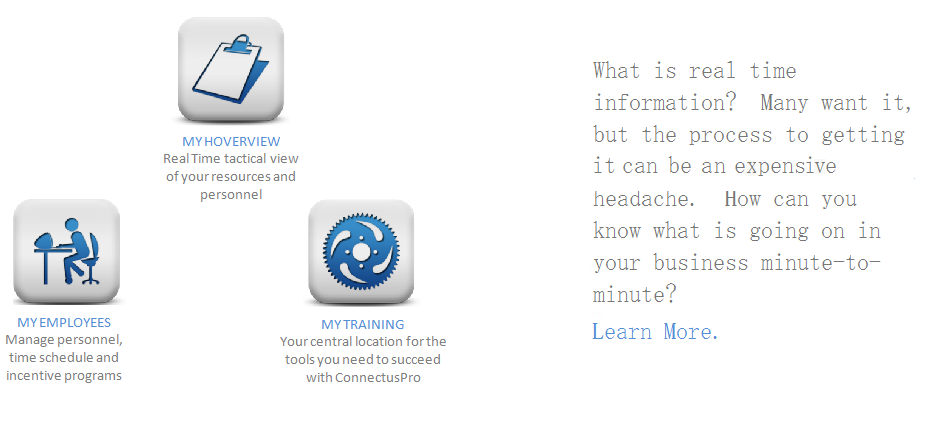 MY HOVERVIEW
Real Time tactical view
of your resources and
personnel
MY EMPLOYEES
Manage personnel,
time schedule and
incentive programs
MY TRAINING
Your central location for the
tools you need to succeed
with ConnectusPro
What is real time
information?  Many want it,
but the process to getting
it can be an expensive
headache.  How can you
know what is going on in
your business minute-to-
minute?
Learn More.